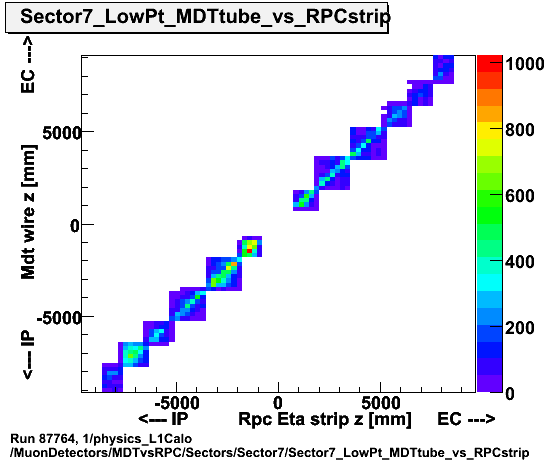 Sector7_LowPt_MDTtube_vs_RPCstrip
EC --->
Mdt wire z [mm]
<--- IP
5000
0
-5000
1000
800
600
400
200
0
-5000 0 5000
<--- IP Rpc Eta strip z [mm] EC --->
Run 87764, 1/physics_L1Calo
/MuonDetectors/MDTvsRPC/Sectors/Sector7/Sector7_LowPt_MDTtube_vs_RPCstrip